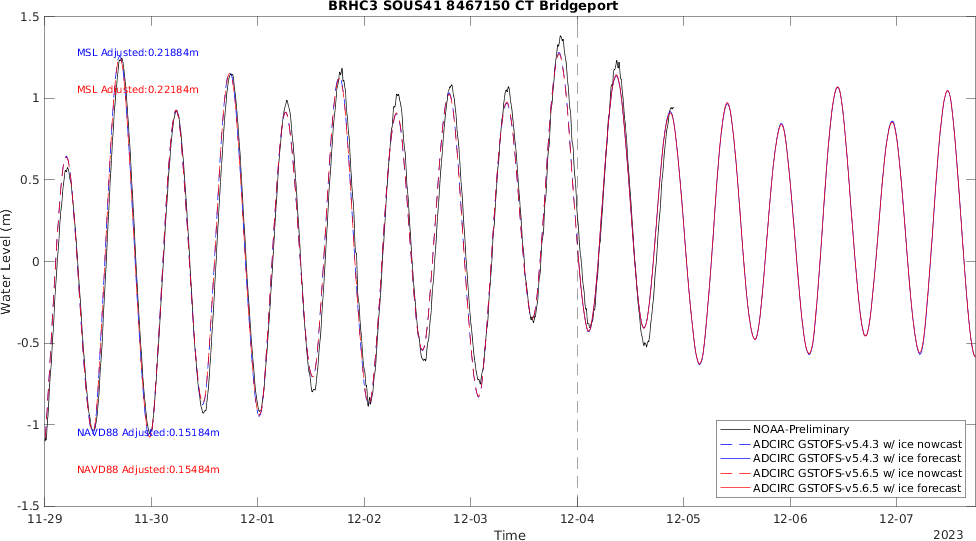 BRHC3 SOUS41 8467150 CT Bridgeport
1.5
MSL Adjusted:0.21884m
MSL Adjusted:0.22184m
1
0.5
0
-0.5
-1
-1.5
Water Level (m)
NAVD88 Adjusted:0.15184m
NAVD88 Adjusted:0.15484m
NOAA-Preliminary
ADCIRC GSTOFS-v5.4.3 w/ ice nowcast
ADCIRC GSTOFS-v5.4.3 w/ ice forecast
ADCIRC GSTOFS-v5.6.5 w/ ice nowcast
ADCIRC GSTOFS-v5.6.5 w/ ice forecast
11-29 11-30 12-01 12-02 12-03 12-04 12-05 12-06 12-07
Time
2023